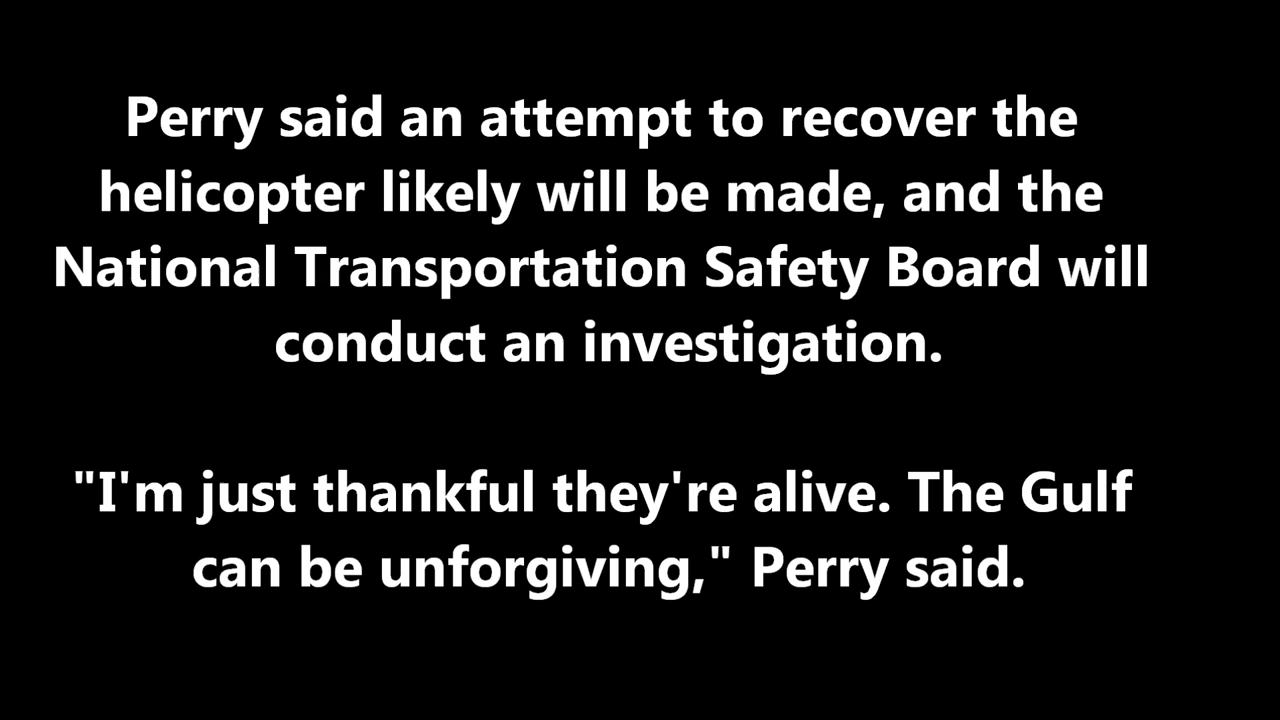 Perry said an attempt to recover the
helicopter likely will be made, and the
National Transportation Safety Board will
conduct an investigation.
"I'm just thankful they're alive. The Gulf
can be unforgiving," Perry said.